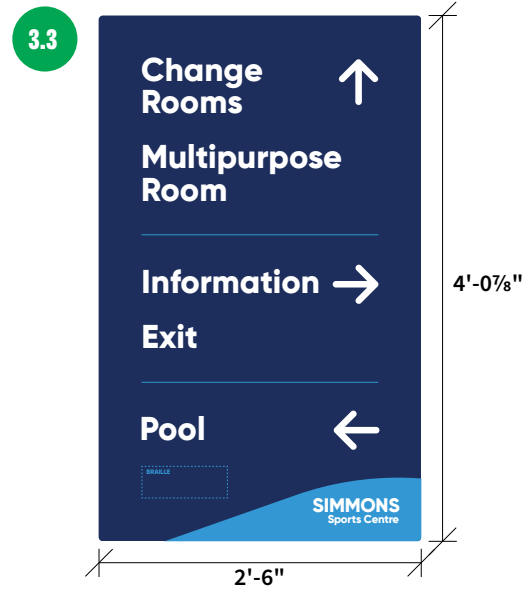 3.3
Change
Rooms
Multipurpose
Room
Information
Exit
Pool
BRAILLE
SIMMONS
Sports Centre
4'-0⅞"
2'-6"